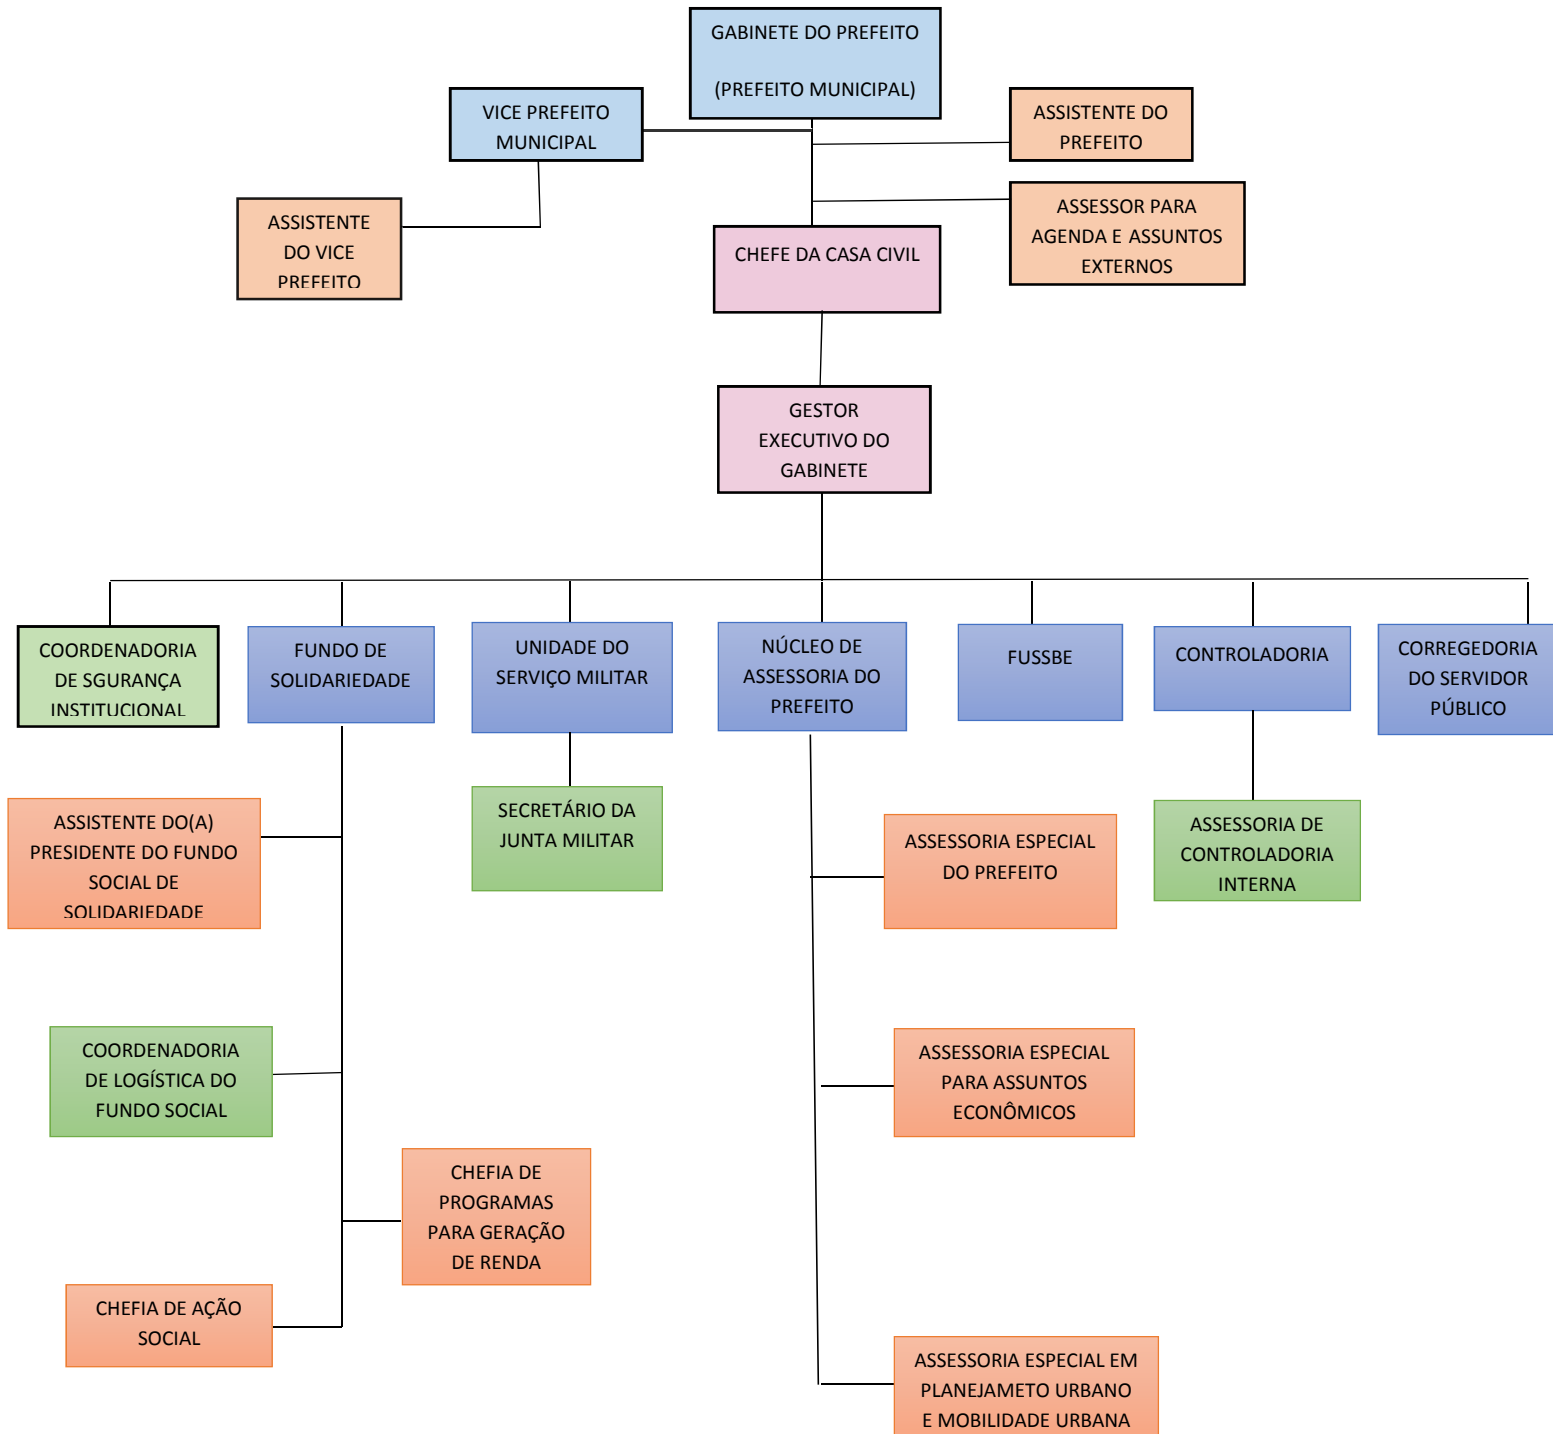 GABINETE DO PREFEITO
(PREFEITO MUNICIPAL)
VICE PREFEITO
MUNICIPAL
ASSISTENTE DO
PREFEITO
ASSISTENTE
DO VICE
PREFEITO
ASSESSOR PARA
AGENDA E ASSUNTOS
EXTERNOS
CHEFE DA CASA CIVIL
GESTOR
EXECUTIVO DO
GABINETE
COORDENADORIA
DE SGURANÇA
INSTITUCIONAL
FUNDO DE
SOLIDARIEDADE
UNIDADE DO
SERVIÇO MILITAR
NÚCLEO DE
ASSESSORIA DO
PREFEITO
FUSSBE
CONTROLADORIA
CORREGEDORIA
DO SERVIDOR
PÚBLICO
ASSISTENTE DO(A)
PRESIDENTE DO FUNDO
SOCIAL DE
SOLIDARIEDADE
SECRETÁRIO DA
JUNTA MILITAR
ASSESSORIA ESPECIAL
DO PREFEITO
ASSESSORIA DE
CONTROLADORIA
INTERNA
COORDENADORIA
DE LOGÍSTICA DO
FUNDO SOCIAL
ASSESSORIA ESPECIAL
PARA ASSUNTOS
ECONÔMICOS
CHEFIA DE
PROGRAMAS
PARA GERAÇÃO
DE RENDA
CHEFIA DE AÇÃO
SOCIAL
ASSESSORIA ESPECIAL EM
PLANEJAMETO URBANO
E MOBILIDADE URBANA